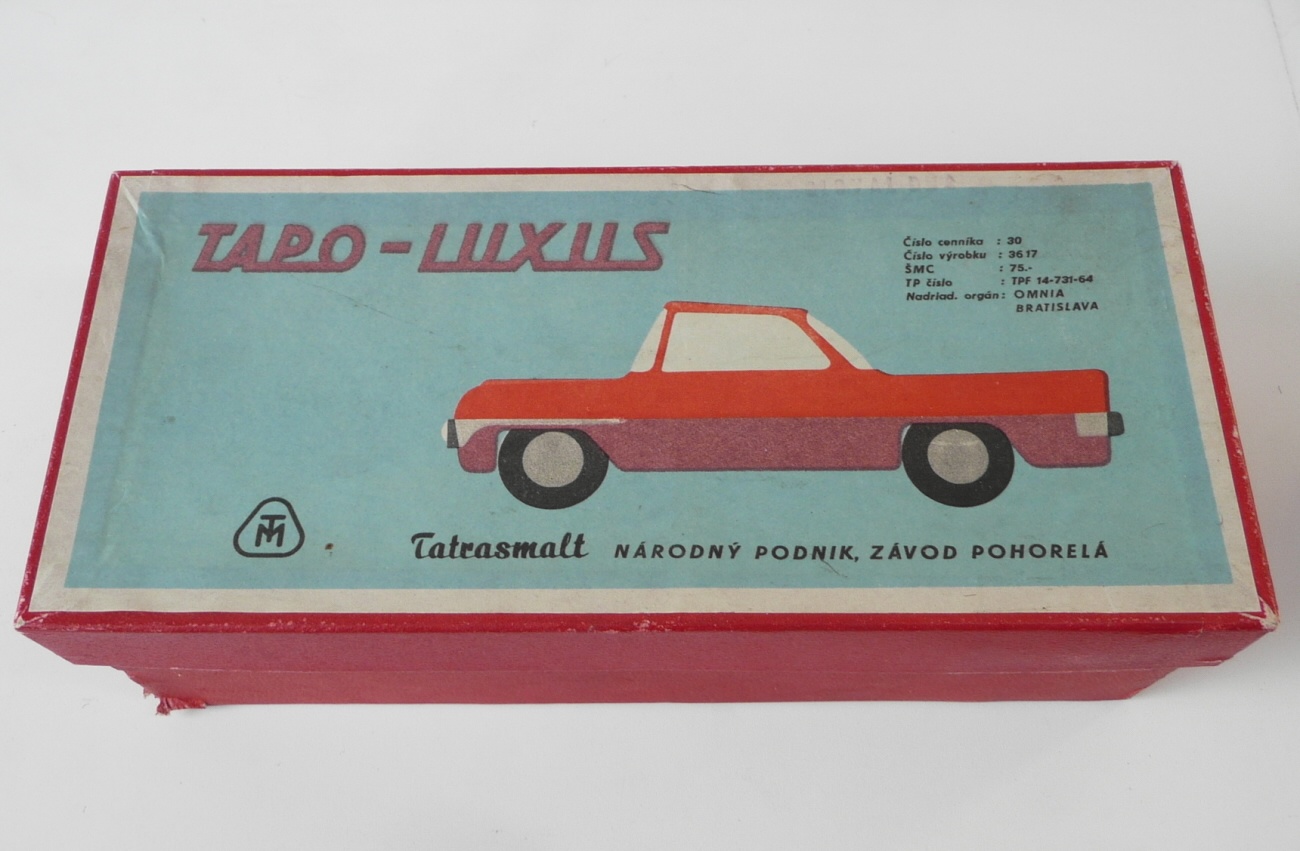 TAPO-LUXUS
Číslo cenníka : 30
Číslo výrobku : 3617
ŠMC : 75.-
TP číslo : TPF 14-731-64
Nadriad. orgán: OMNIA
BRATISLAVA
TM
Tatrasmalt NÁRODNÝ PODNIK, ZÁVOD POHORELÁ